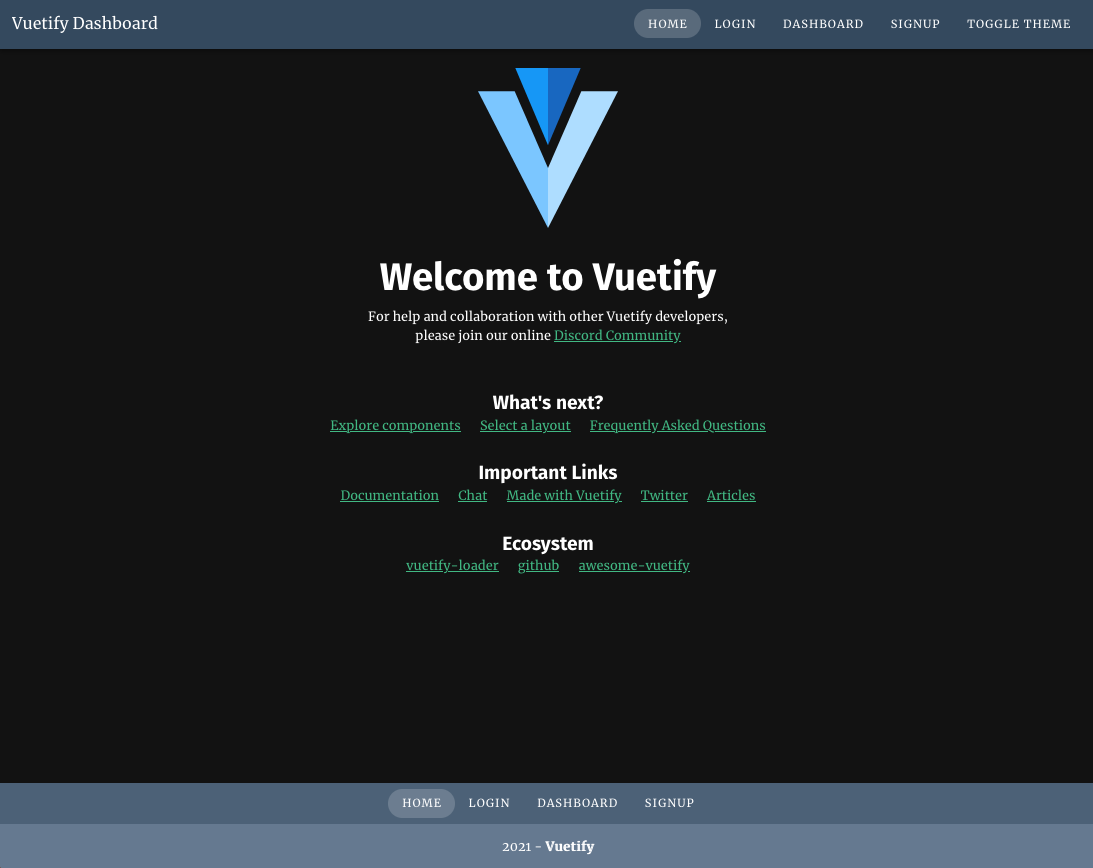 Vuetify Dashboard HOME LOGIN DASHBOARD SIGNUP TOGGLE THEME
Welcome to Vuetify
For help and collaboration with other Vuetify developers,
please join our online Discord Community
What's next?
Explore components Select a layout Frequently Asked Questions
Important Links
Documentation Chat Made with Vuetify Twitter Articles
Ecosystem
vuetify-loader github awesome-vuetify
HOME LOGIN DASHBOARD SIGNUP
2021 - Vuetify